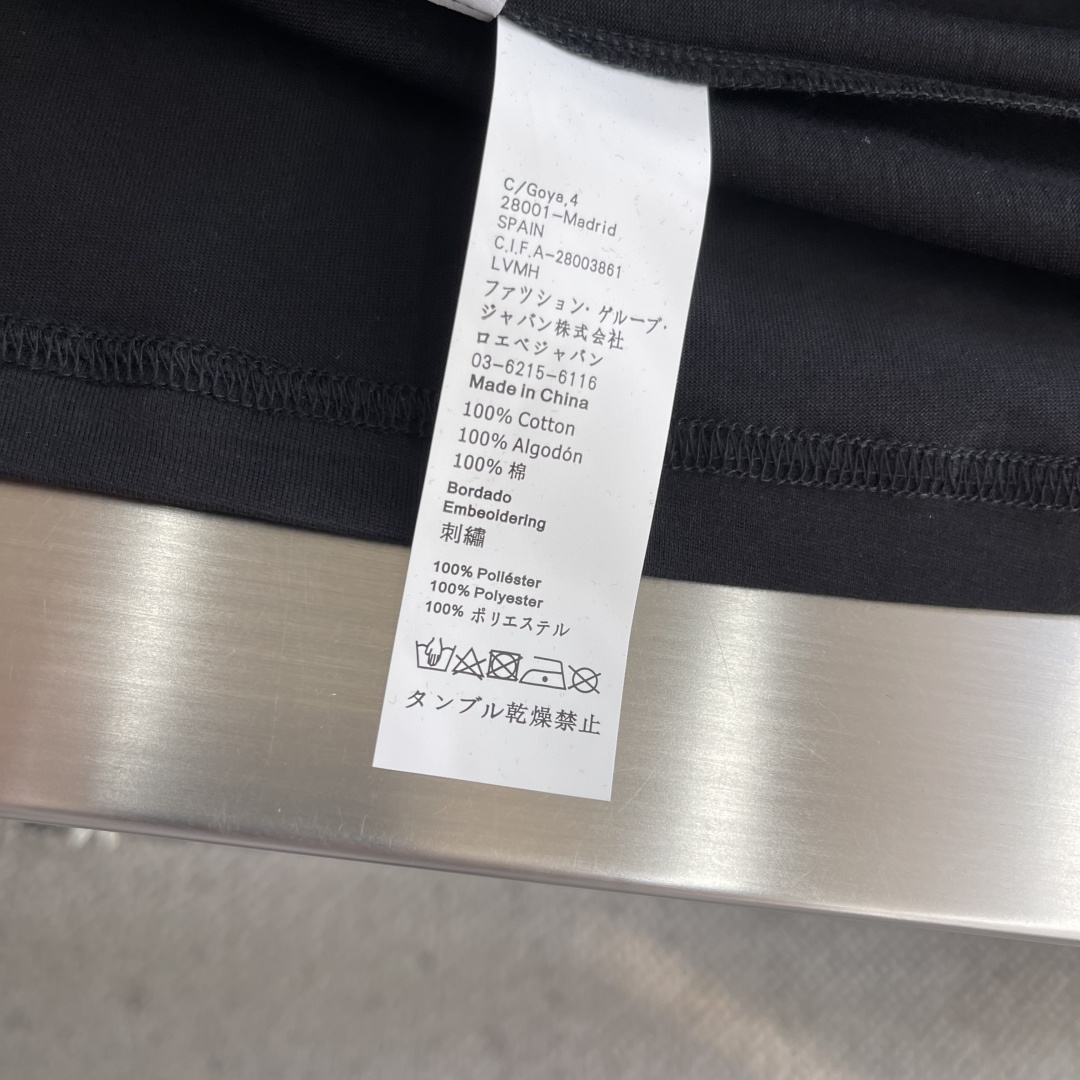 C/Goya,4
28001-Madrid
SPAIN
C.I.F.A-28003861
LVMH
ファツション・ゲループ・
ジャパン株式会社
ロエベジャパン
03-6215-6116
Made in China
100% Cotton
100% Algodón
100% 棉
Bordado
Embeoidering
刺繍
100% Poliéster
100% Polyester
100% ポリエステル
タンブル乾燥禁止